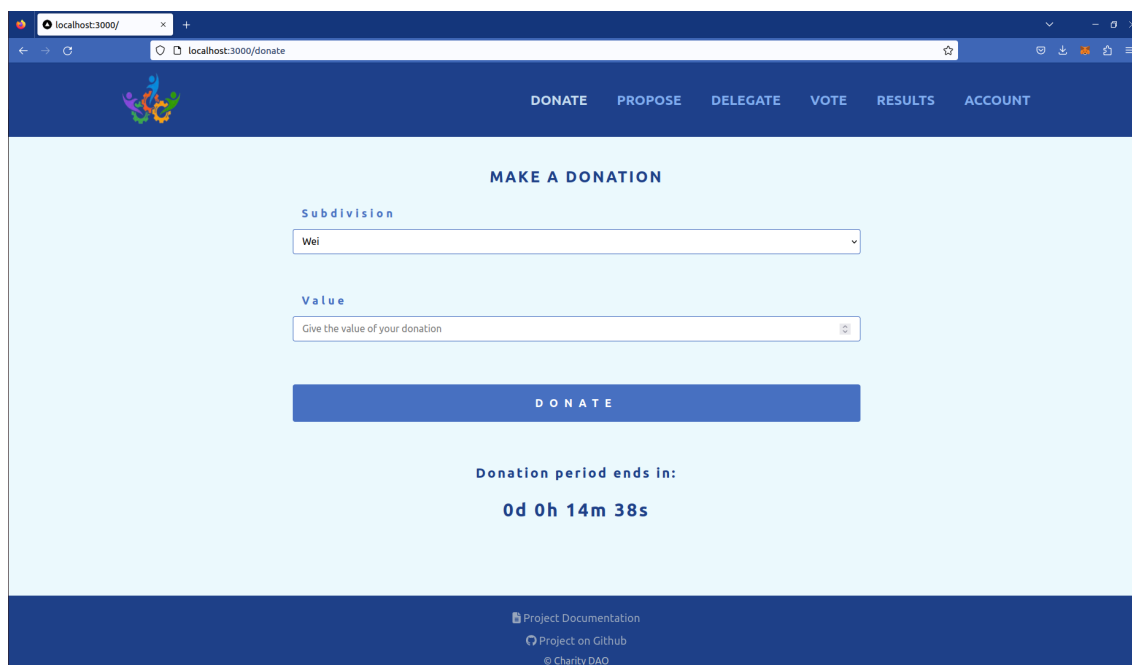 localhost:3000/
localhost:3000/donate
DONATE PROPOSE DELEGATE VOTE RESULTS ACCOUNT
MAKE A DONATION
Subdivision
Wei
Value
Give the value of your donation
DONATE
Donation period ends in:
0d 0h 14m 38s
Project Documentation
Project on Github
© Charity DAO